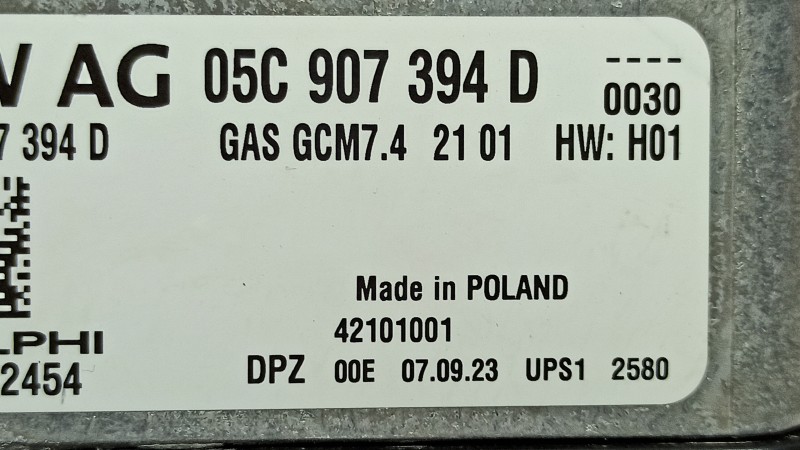 W AG 05C 907 394 D ----
0030
7 394 D GAS GCM7.4 21 01 HW: H01
Made in POLAND
LPHI 42101001
2454 DPZ 00E 07.09.23 UPS1 2580